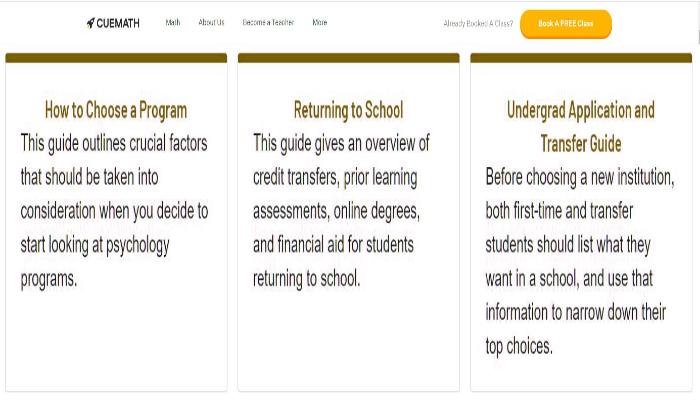 CUEMATH Math About Us Become a Teacher More Already Booked A Class? Book A FREE Class
How to Choose a Program
This guide outlines crucial factors
that should be taken into
consideration when you decide to
start looking at psychology
programs.
Returning to School
This guide gives an overview of
credit transfers, prior learning
assessments, online degrees,
and financial aid for students
returning to school.
Undergrad Application and
Transfer Guide
Before choosing a new institution,
both first-time and transfer
students should list what they
want in a school, and use that
information to narrow down their
top choices.